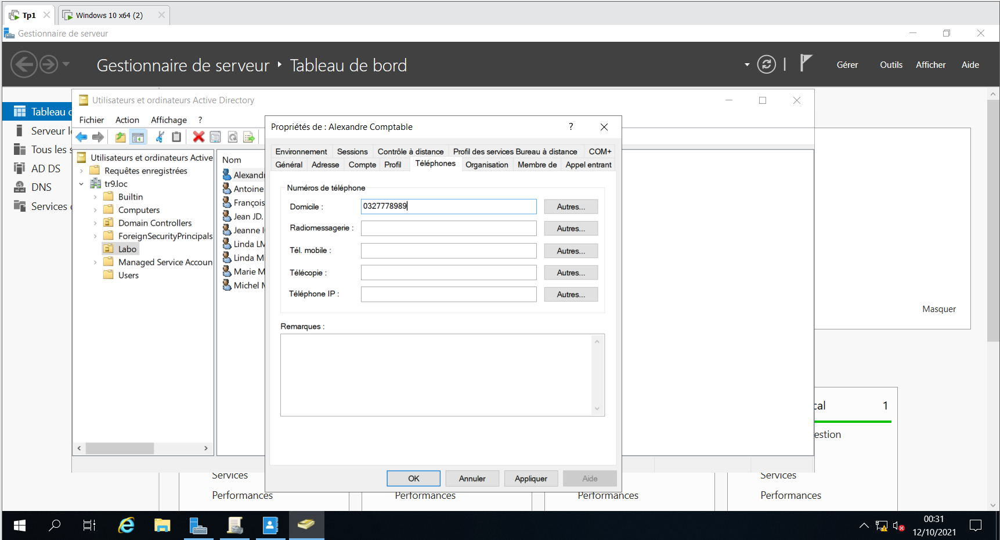 Tp1
Windows 10 x64 (2)
Gestionnaire de serveur
Gestionnaire de serveur
Tableau de bord
Gérer
Outils
Afficher
Aide
Tableau
Serveur
Tous les
AD DS
DNS
Services
Utilisateurs et ordinateurs Active Directory
Fichier Action Affichage ?
Utilisateurs et ordinateurs Active
Requêtes enregistrées
tr9.loc
Builtin
Computers
Domain Controllers
ForeignSecurityPrincipals
Labo
Managed Service Accoun
Users
Nom
Alexandr
Antoine
François
Jean JD.
Jeanne
Linda LM
Linda M
Marie M
Michel
Propriétés de : Alexandre Comptable
?
Environnement Sessions Contrôle à distance Profil des services Bureau à distance COM+
Général Adresse Compte Profil Téléphones Organisation Membre de Appel entrant
Numéros de téléphone
Domicile : 0327778989 Autres...
Radiomessagerie : Autres...
Tél. mobile : Autres...
Télécopie : Autres...
Téléphone IP : Autres...
Remarques :
OK Annuler Appliquer Aide
Masquer
cal 1
estion
Services
Performances
Performances
Performances
Services
Performances
00:31
12/10/2021